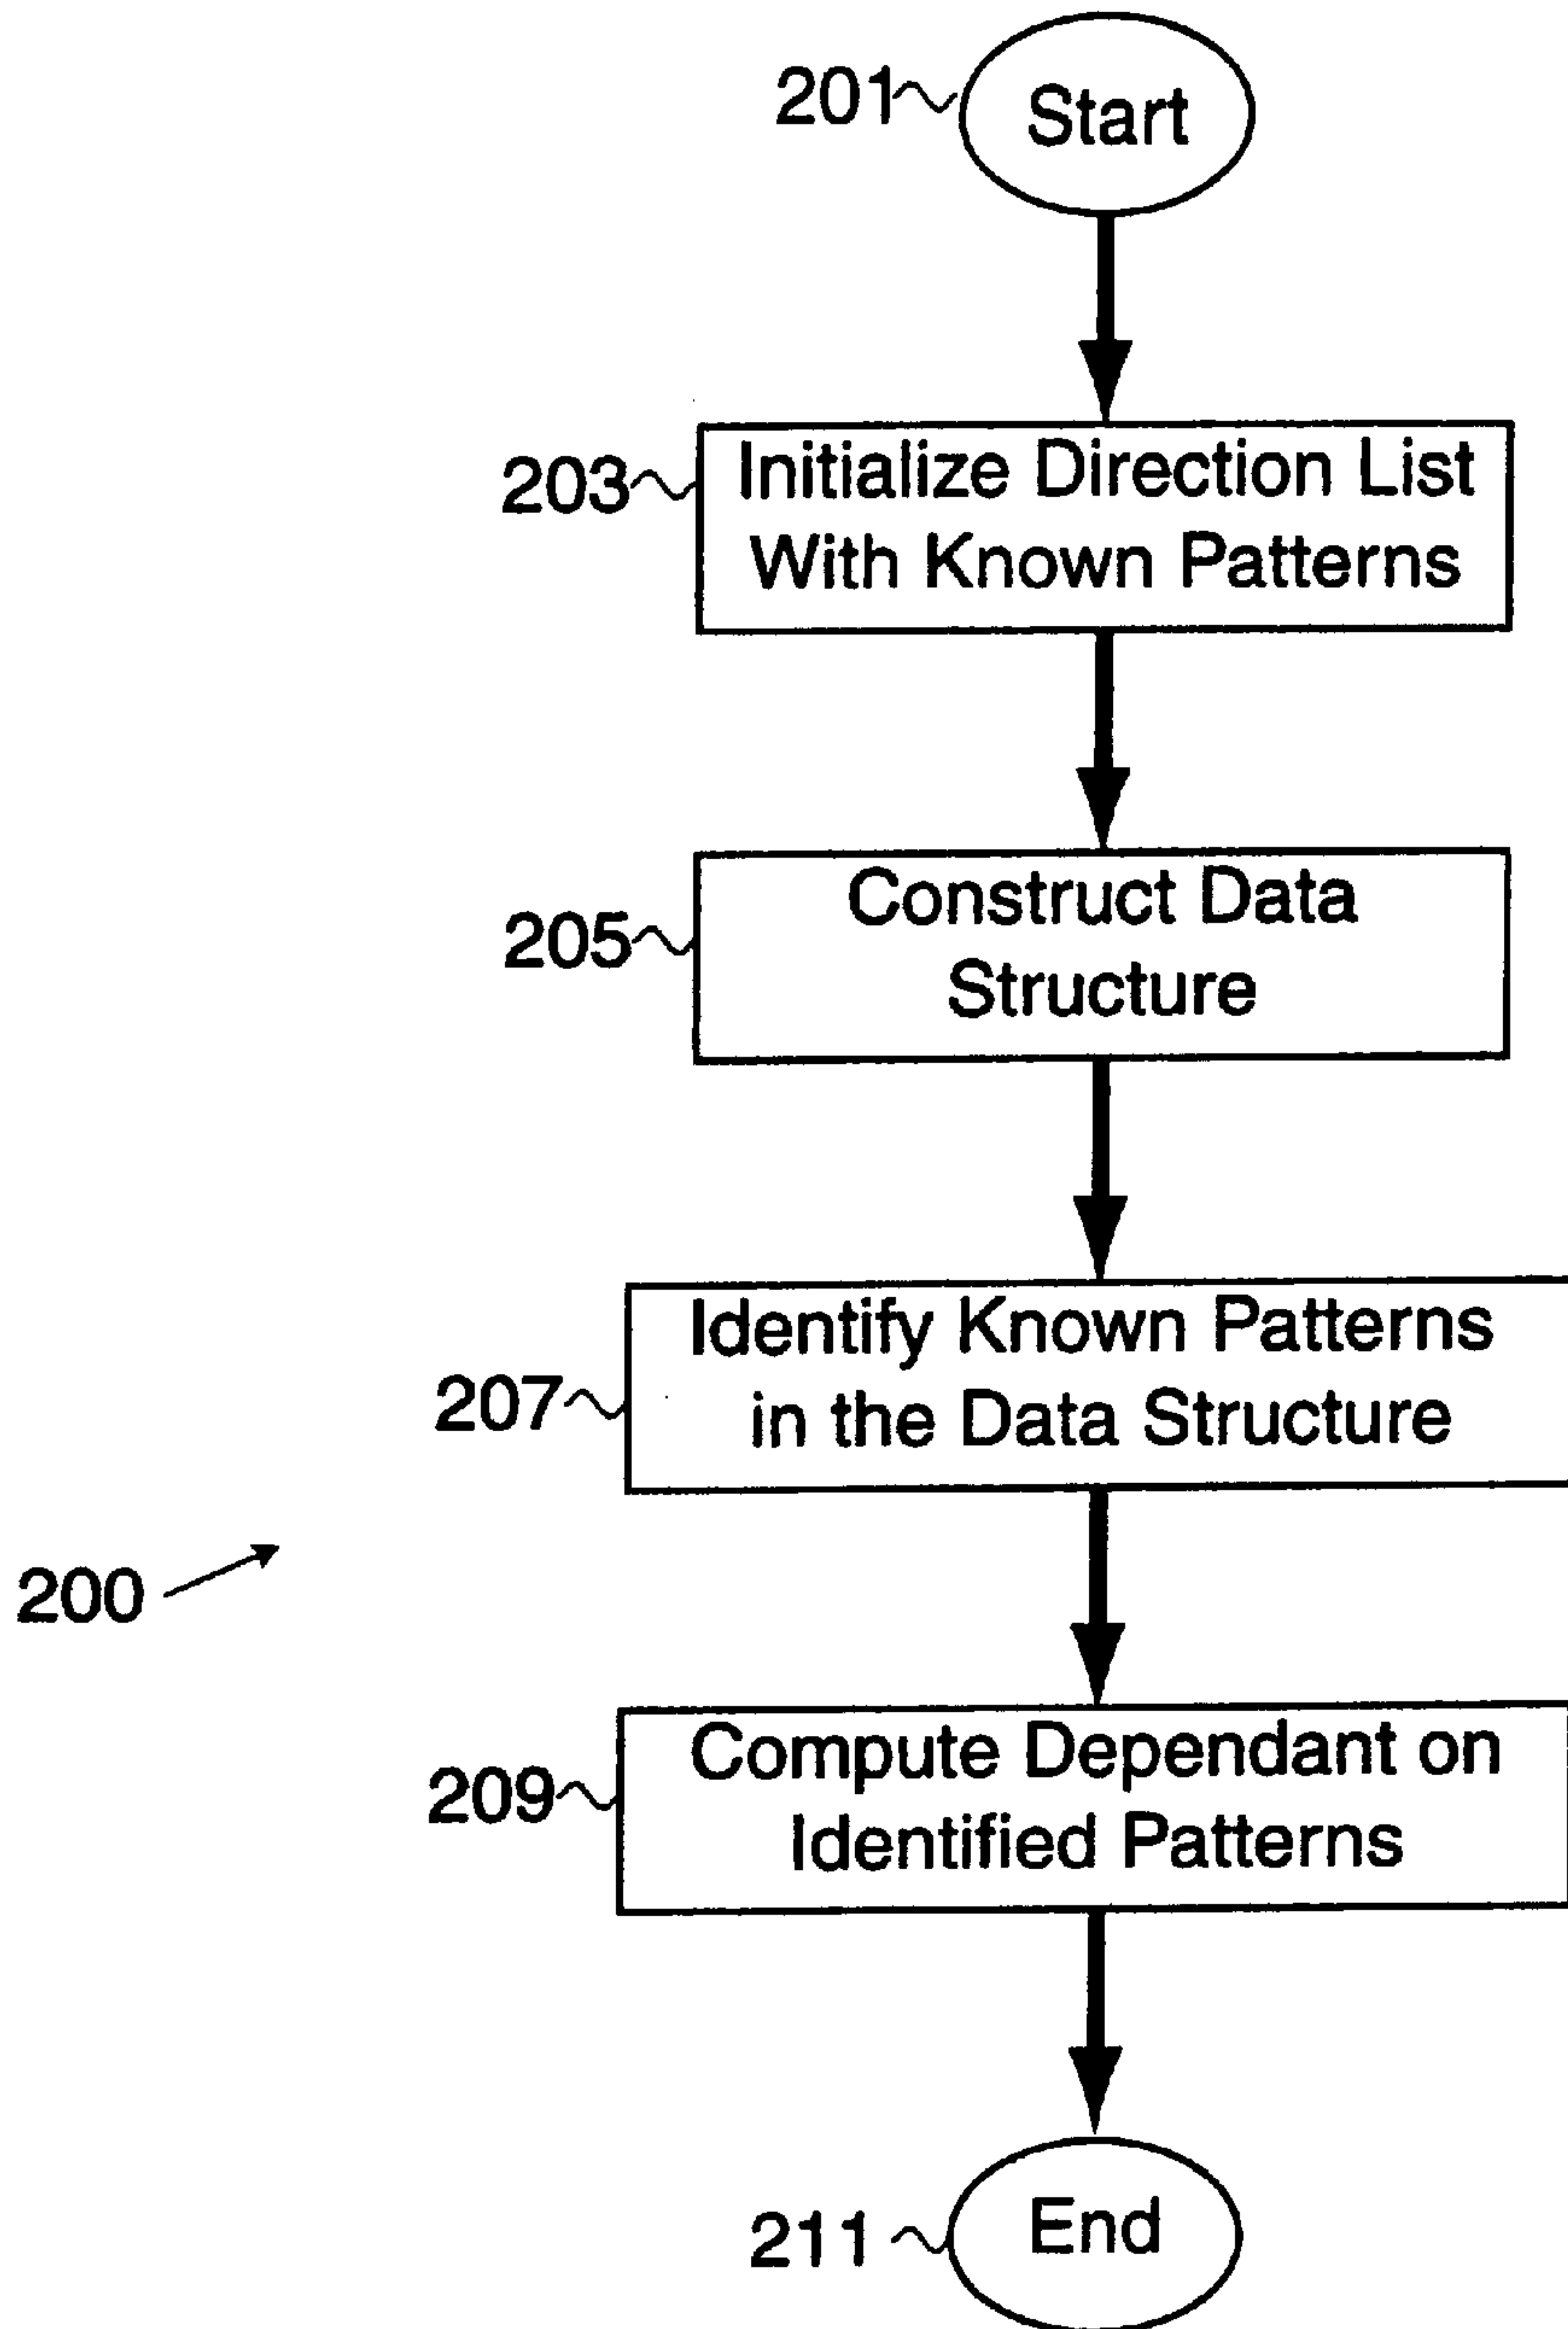 201
Start
203
Initialize Direction List
With Known Patterns
205
Construct Data
Structure
207
Identify Known Patterns
in the Data Structure
200
209
Compute Dependant on
Identified Patterns
211
End